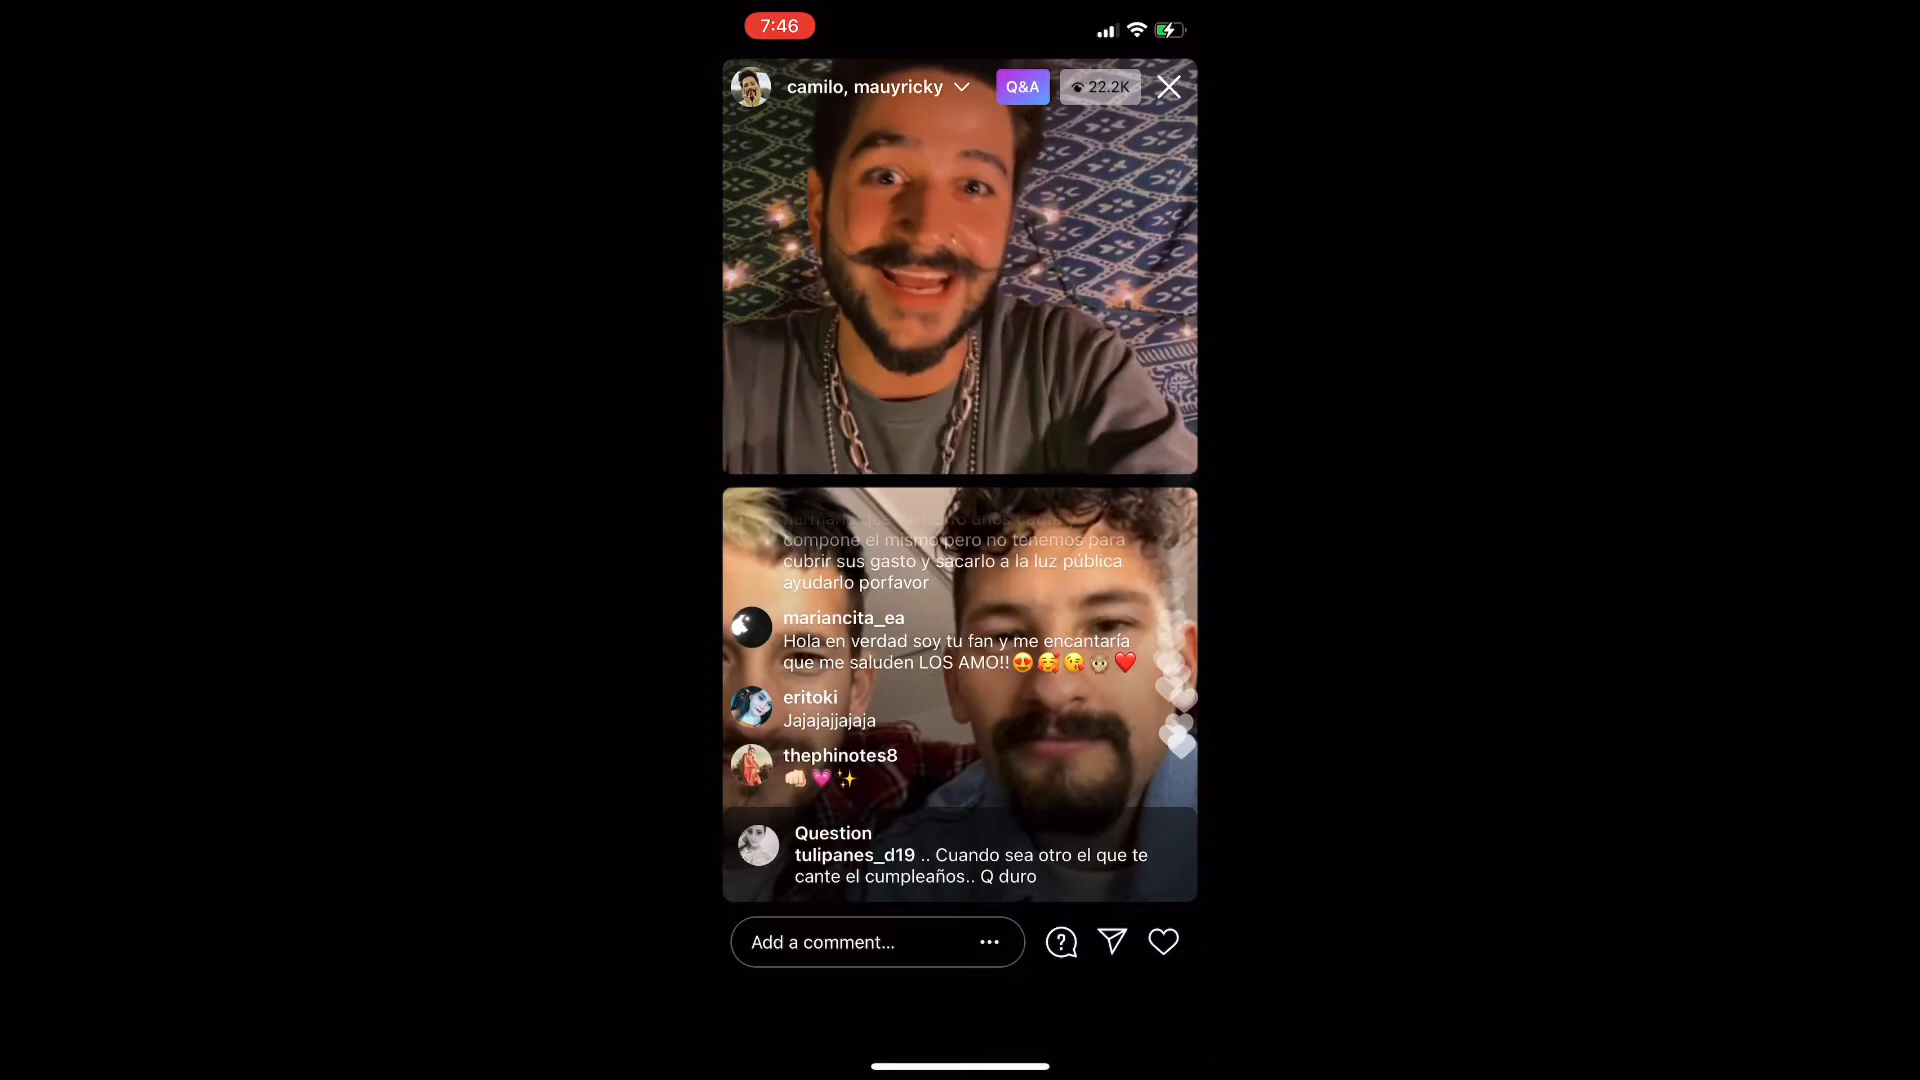 7:46
camilo, mauyricky
Q&A
22.2K
compone el mismo pero no tenemos para
cubrir sus gasto y sacarlo a la luz pública
ayudarlo porfavor
mariancita_ea
Hola en verdad soy tu fan y me encantaría
que me saluden LOS AMO!!😍🥰😘🐹❤️
eritoki
Jajajajjajaja
thephinotes8
👊🏻💗✨
Question
tulipanes_d19 .. Cuando sea otro el que te
cante el cumpleaños.. Q duro
Add a comment...